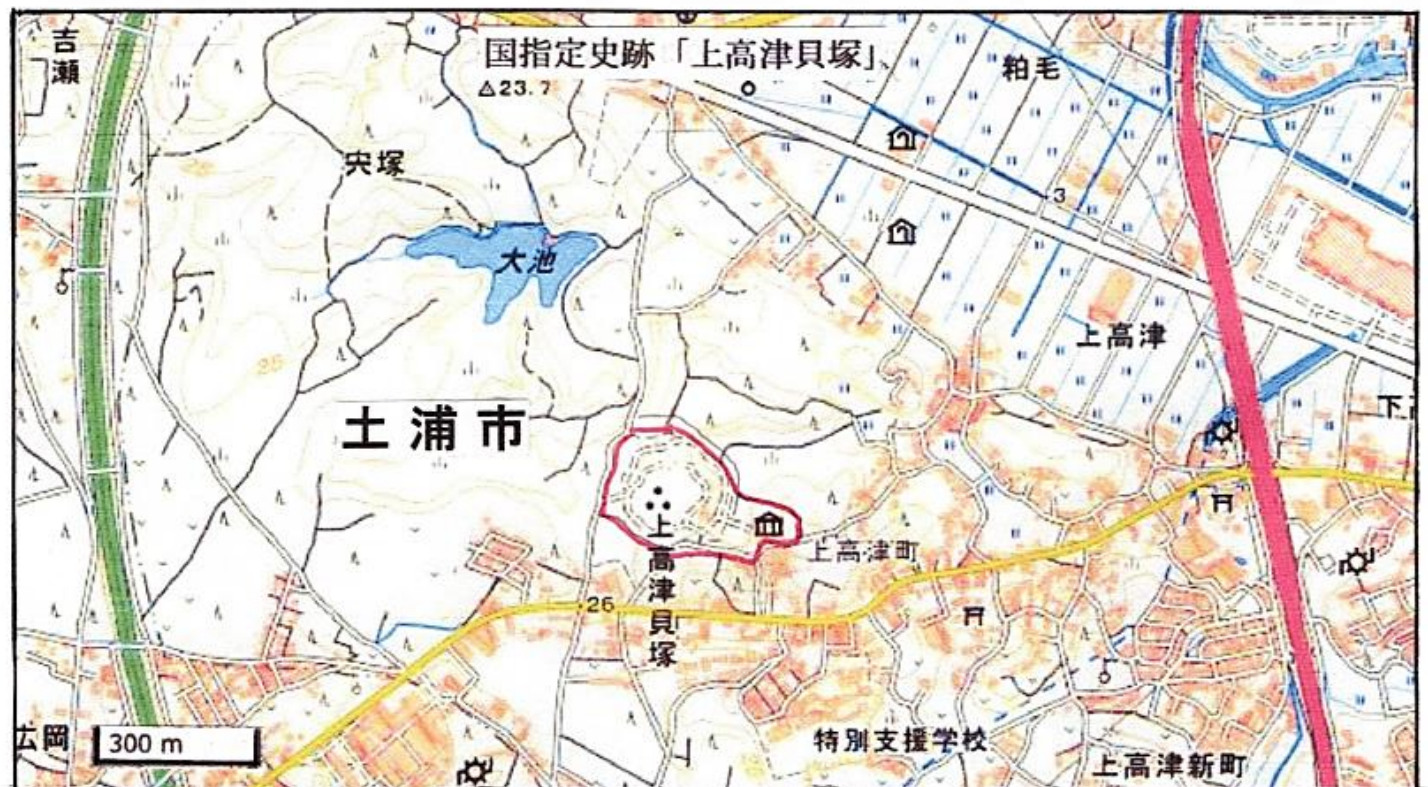 吉瀬
国指定史跡「上高津貝塚」
23.7
粕毛
宍塚
3
大池
上高津
25
土浦市
下高
上高津貝塚
上高津町
26
広岡
300 m
特別支援学校
上高津新町